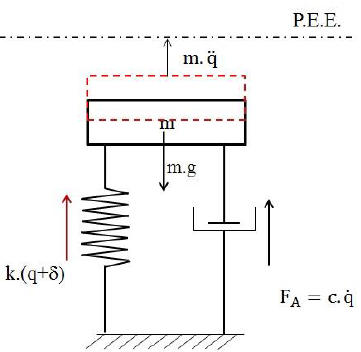 P.E.E.
m. q̈
m
m.g
k.(q+δ)
F_A = c. q̇